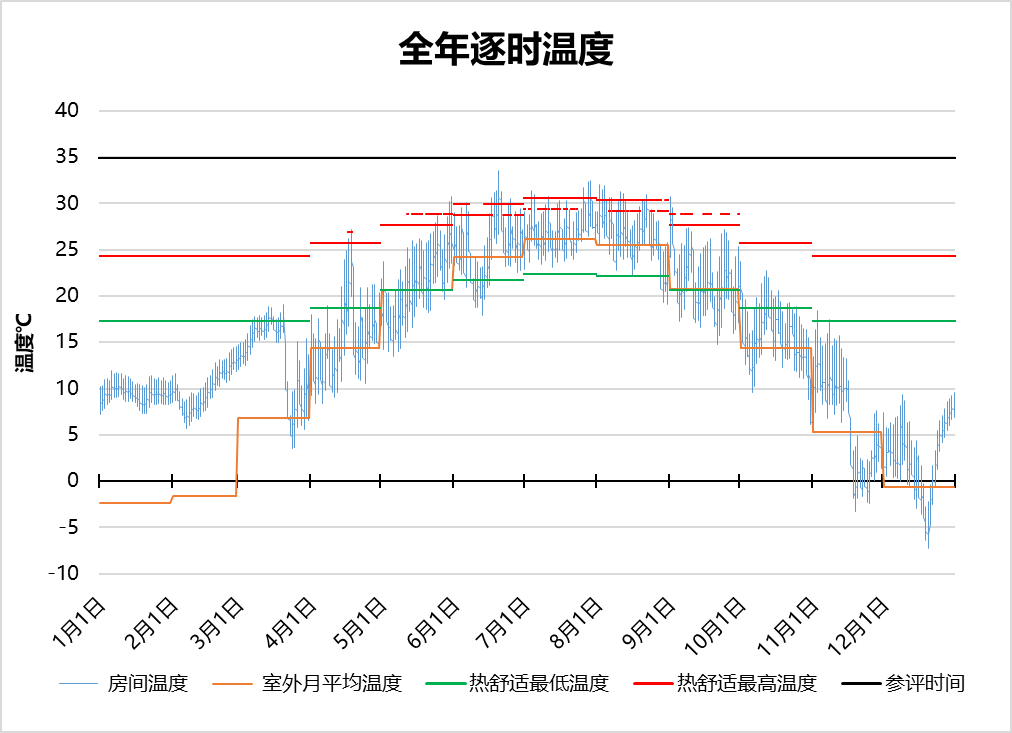 全年逐时温度
温度℃
40
35
30
25
20
15
10
5
0
-5
-10
1月1日
2月1日
3月1日
4月1日
5月1日
6月1日
7月1日
8月1日
9月1日
10月1日
11月1日
12月1日
房间温度
室外月平均温度
热舒适最低温度
热舒适最高温度
参评时间